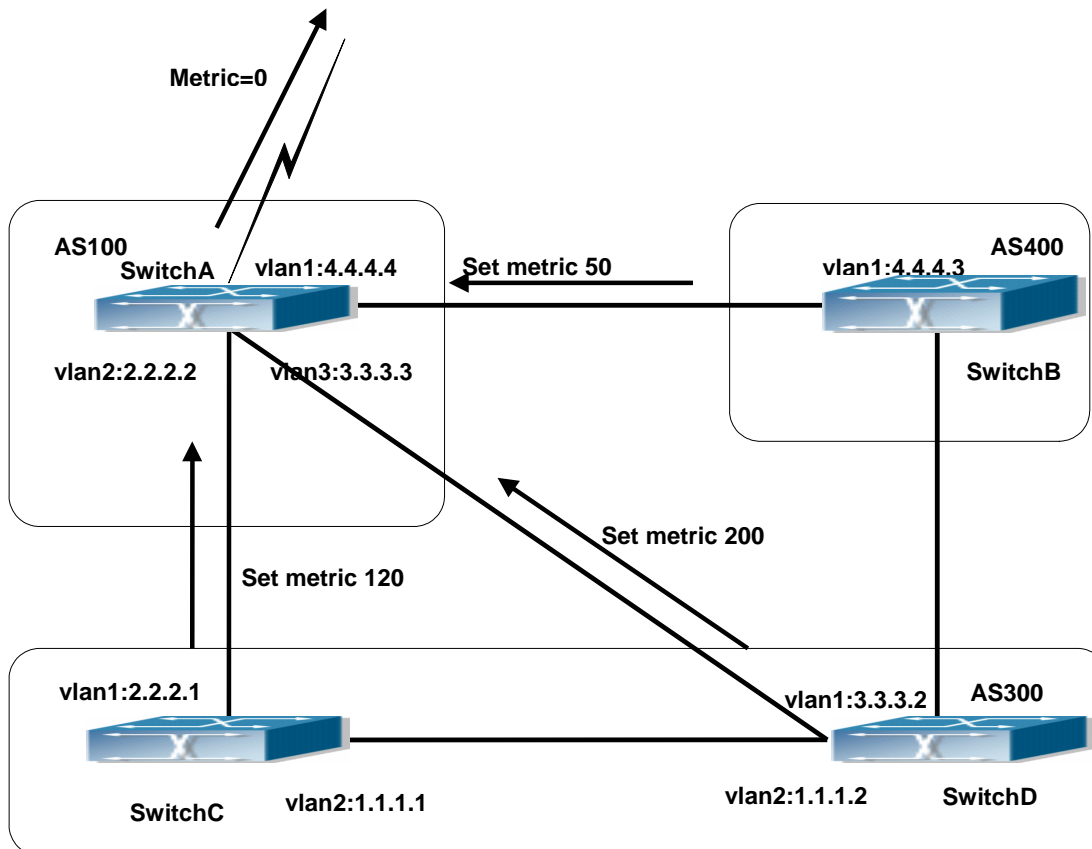 Metric=0
AS100
SwitchA
vlan1:4.4.4.4
Set metric 50
AS400
vlan1:4.4.4.3
vlan2:2.2.2.2
vlan3:3.3.3.3
SwitchB
Set metric 200
Set metric 120
vlan1:2.2.2.1
vlan1:3.3.3.2
AS300
SwitchC
vlan2:1.1.1.1
vlan2:1.1.1.2
SwitchD